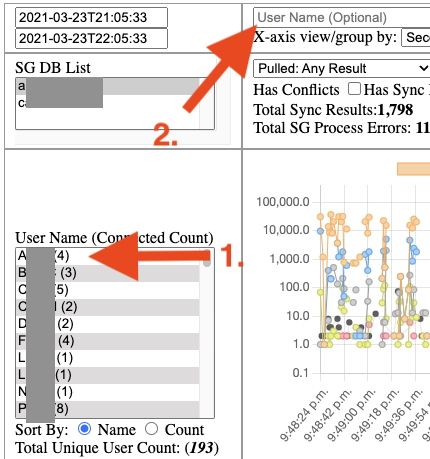 2021-03-23T21:05:33
2021-03-23T22:05:33
User Name (Optional)
X-axis view/group by: Sec
2.
SG DB List
a
c
Pulled: Any Result
Has Conflicts Has Sync
Total Sync Results:1,798
Total SG Process Errors: 11
User Name (Connected Count)
1.
A (4)
B (3)
C (5)
C (2)
D (2)
F (4)
L (1)
L (1)
N (1)
P (8)
Sort By: Name Count
Total Unique User Count: (193)
100,000.0
10,000.0
1,000.0
100.0
10.0
1.0
0.1
9:48:24 p.m.
9:48:42 p.m.
9:49:00 p.m.
9:49:18 p.m.
9:49:36 p.m.
9:49:54 p.m.